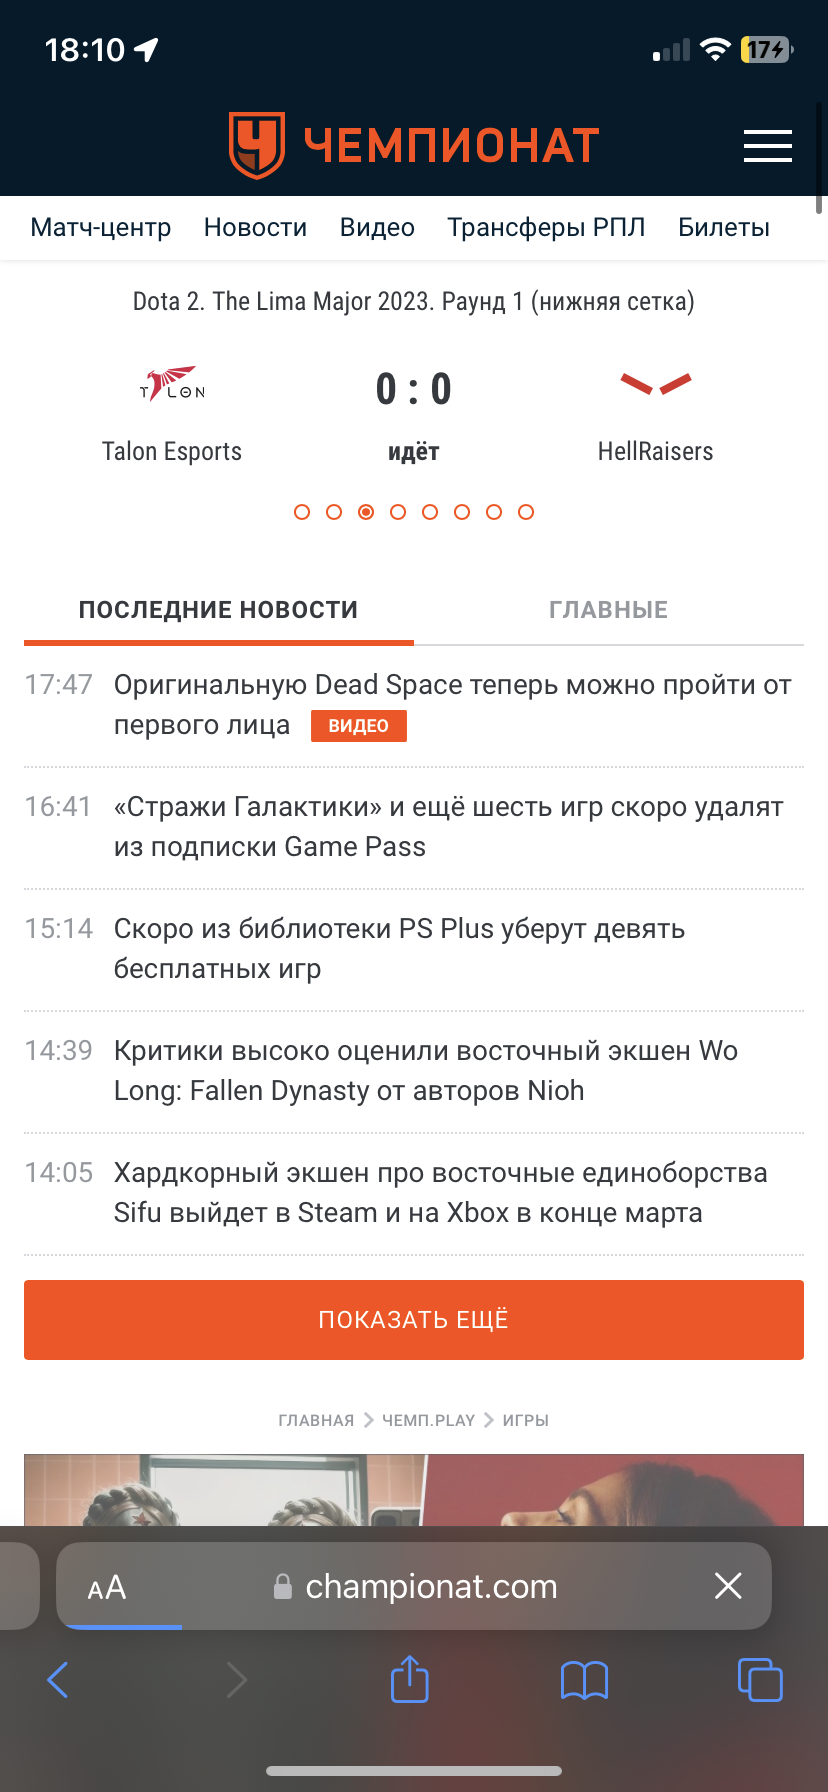 18:10
17
ЧЕМПИОНАТ
Матч-центр Новости Видео Трансферы РПЛ Билеты
Dota 2. The Lima Major 2023. Раунд 1 (нижняя сетка)
TALON
0 : 0
Talon Esports идёт HellRaisers
ПОСЛЕДНИЕ НОВОСТИ ГЛАВНЫЕ
17:47 Оригинальную Dead Space теперь можно пройти от
первого лица ВИДЕО
16:41 «Стражи Галактики» и ещё шесть игр скоро удалят
из подписки Game Pass
15:14 Скоро из библиотеки PS Plus уберут девять
бесплатных игр
14:39 Критики высоко оценили восточный экшен Wo
Long: Fallen Dynasty от авторов Nioh
14:05 Хардкорный экшен про восточные единоборства
Sifu выйдет в Steam и на Xbox в конце марта
ПОКАЗАТЬ ЕЩЁ
ГЛАВНАЯ > ЧЕМП.PLAY > ИГРЫ
AA championat.com